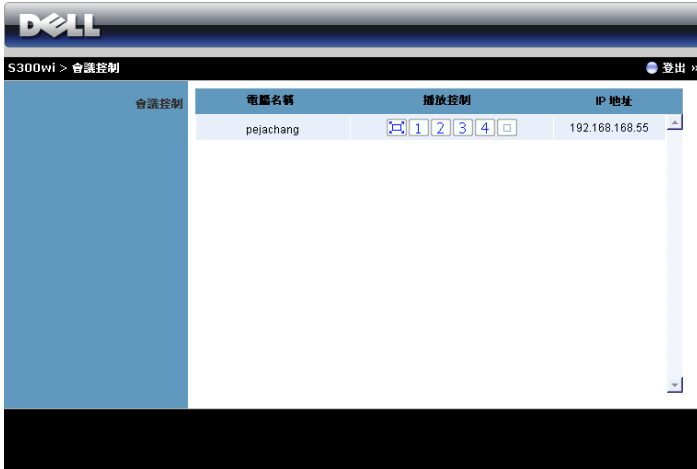 DELL
S300wi > 會議控制
登出 »
會議控制
電腦名稱 播放控制 IP 地址
pejachang 1 2 3 4 192.168.168.55